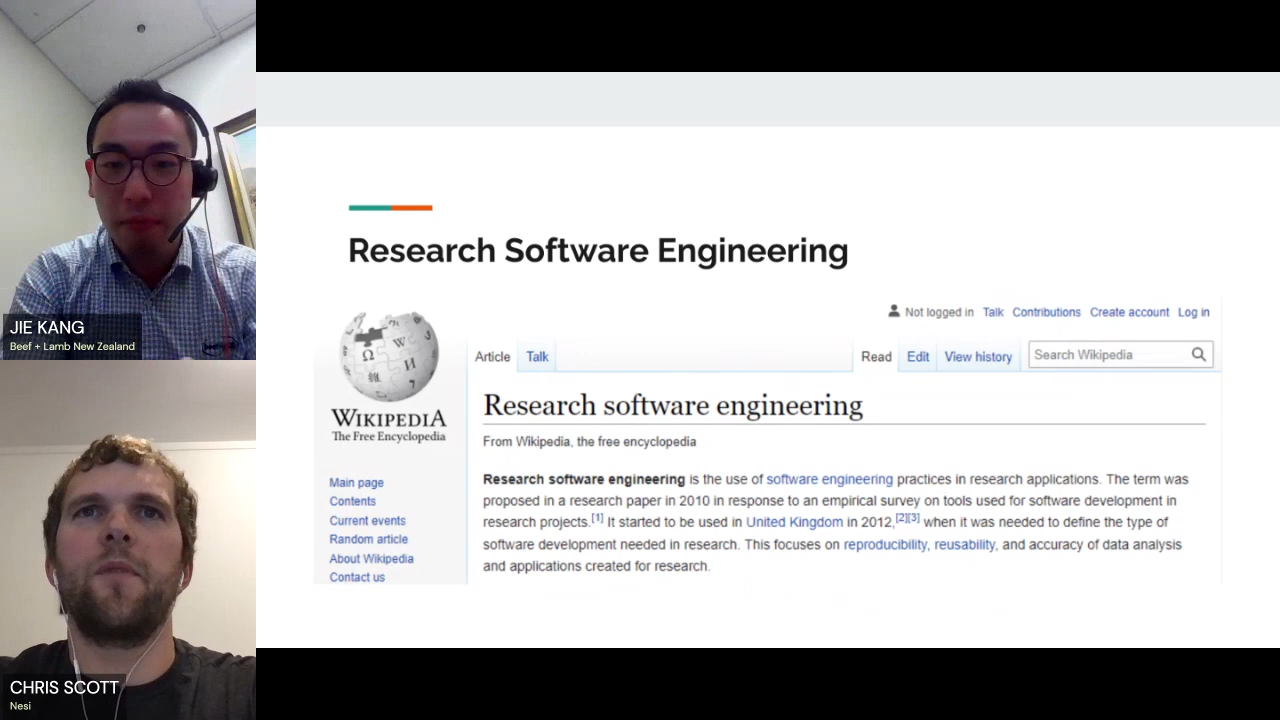 JIE KANG
Beef + Lamb New Zealand
CHRIS SCOTT
Nesi
Research Software Engineering
WIKIPEDIA
The Free Encyclopedia
Main page
Contents
Current events
Random article
About Wikipedia
Contact us
Not logged in Talk Contributions Create account Log in
Article Talk Read Edit View history Search Wikipedia
Research software engineering
From Wikipedia, the free encyclopedia
Research software engineering is the use of software engineering practices in research applications. The term was
proposed in a research paper in 2010 in response to an empirical survey on tools used for software development in
research projects.[1] It started to be used in United Kingdom in 2012,[2][3] when it was needed to define the type of
software development needed in research. This focuses on reproducibility, reusability, and accuracy of data analysis
and applications created for research.